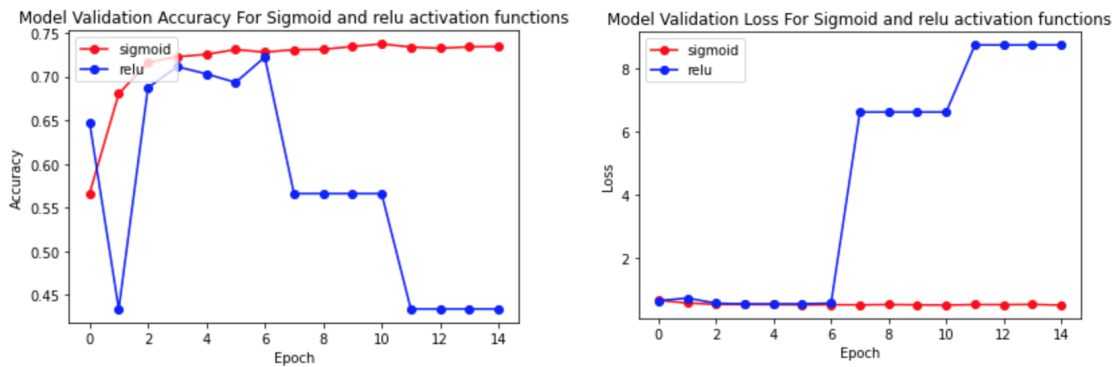 Model Validation Accuracy For Sigmoid and relu activation functions
0.75
0.70
0.65
0.60
0.55
0.50
0.45
Accuracy
sigmoid
relu
0 2 4 6 8 10 12 14
Epoch
Model Validation Loss For Sigmoid and relu activation functions
8
6
4
2
Loss
sigmoid
relu
0 2 4 6 8 10 12 14
Epoch